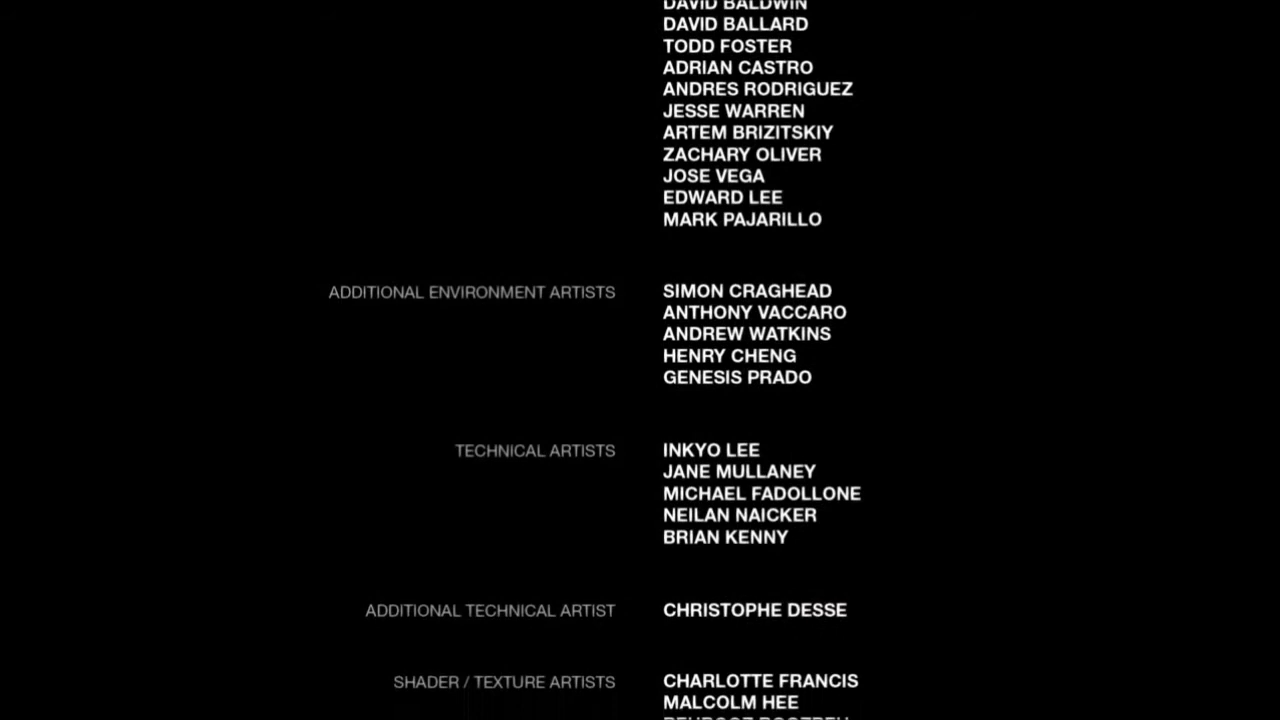 DAVID BALDWIN
DAVID BALLARD
TODD FOSTER
ADRIAN CASTRO
ANDRES RODRIGUEZ
JESSE WARREN
ARTEM BRIZITSKIY
ZACHARY OLIVER
JOSE VEGA
EDWARD LEE
MARK PAJARILLO
ADDITIONAL ENVIRONMENT ARTISTS SIMON CRAGHEAD
ANTHONY VACCARO
ANDREW WATKINS
HENRY CHENG
GENESIS PRADO
TECHNICAL ARTISTS INKYO LEE
JANE MULLANEY
MICHAEL FADOLLONE
NEILAN NAICKER
BRIAN KENNY
ADDITIONAL TECHNICAL ARTIST CHRISTOPHE DESSE
SHADER / TEXTURE ARTISTS CHARLOTTE FRANCIS
MALCOLM HEE